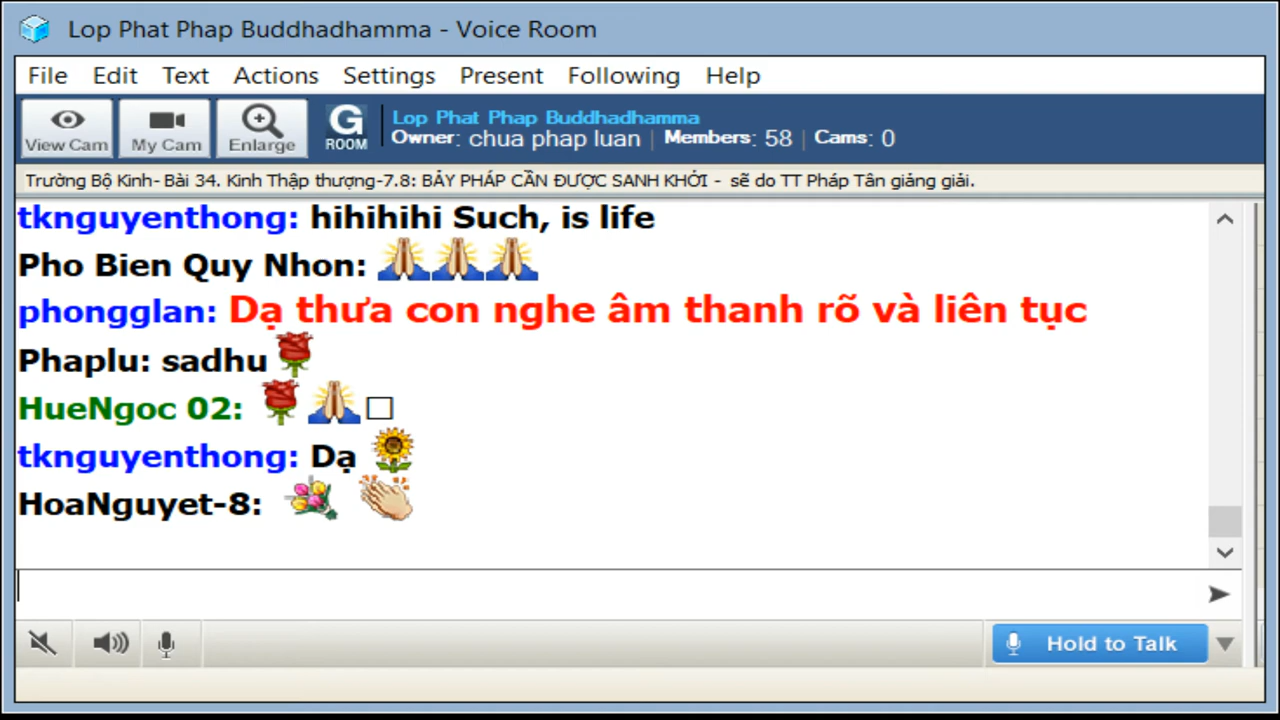 Lop Phat Phap Buddhadhamma - Voice Room
File Edit Text Actions Settings Present Following Help
View Cam My Cam Enlarge G ROOM
Lop Phat Phap Buddhadhamma
Owner: chua phap luan | Members: 58 | Cams: 0
Trường Bộ Kinh- Bài 34. Kinh Thập thượng-7.8: BẢY PHÁP CẦN ĐƯỢC SANH KHỞI - sẽ do TT Pháp Tân giảng giải.
tknguyenthong: hihihihi Such, is life
Pho Bien Quy Nhon: 🙏🙏🙏
phongglan: Dạ thưa con nghe âm thanh rõ và liên tục
Phaplu: sadhu🌹
HueNgoc 02: 🌹🙏□
tknguyenthong: Dạ 🌻
HoaNguyet-8: 💐 👏
Hold to Talk